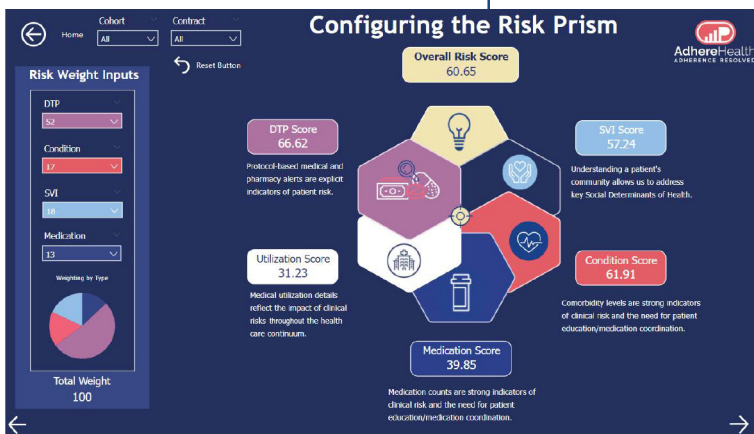 Configuring the Risk Prism
Home
Cohort
All
Contract
All
Reset Button
AdhereHealth
ADHERENCE RESOLVED
Risk Weight Inputs
DTP
52
Condition
17
SVI
18
Medication
13
Weighting by Type
Total Weight
100
Overall Risk Score
60.65
DTP Score
66.62
Protocol-based medical and
pharmacy alerts are explicit
indicators of patient risk.
SVI Score
57.24
Understanding a patient's
community allows us to address
key Social Determinants of Health.
Utilization Score
31.23
Medical utilization details
reflect the impact of clinical
risks throughout the health
care continuum.
Condition Score
61.91
Comorbidity levels are strong indicators
of clinical risk and the need for patient
education/medication coordination.
Medication Score
39.85
Medication counts are strong indicators of
clinical risk and the need for patient
education/medication coordination.